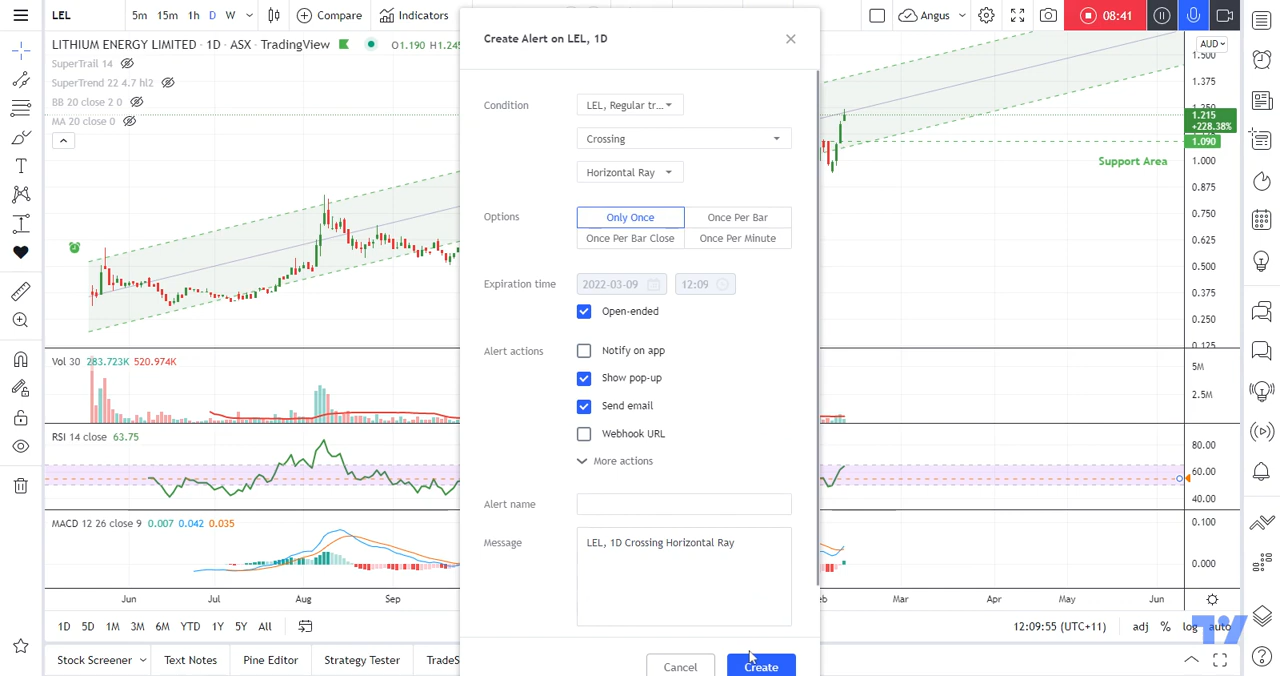 LEL
5m 15m 1h D W
Compare
Indicators
Angus
08:41
LITHIUM ENERGY LIMITED · 1D · ASX · TradingView
O1.190 H1.245
SuperTrail 14
SuperTrend 22 4.7 hl2
BB 20 close 2 0
MA 20 close 0
AUD
1.500
1.375
1.250
1.215
+228.38%
1.090
1.000
0.875
0.750
0.625
0.500
0.375
0.250
0.125
Support Area
Create Alert on LEL, 1D
Condition
LEL, Regular tr...
Crossing
Horizontal Ray
Options
Only Once
Once Per Bar
Once Per Bar Close
Once Per Minute
Expiration time
2022-03-09
12:09
Open-ended
Alert actions
Notify on app
Show pop-up
Send email
Webhook URL
More actions
Alert name
Message
LEL, 1D Crossing Horizontal Ray
Cancel
Create
Vol 30 283.723K 520.974K
5M
2.5M
RSI 14 close 63.75
80.00
60.00
40.00
MACD 12 26 close 9 0.007 0.042 0.035
0.100
0.000
Jun Jul Aug Sep
Mar Apr May Jun
1D 5D 1M 3M 6M YTD 1Y 5Y All
12:09:55 (UTC+11)
adj % log auto
Stock Screener
Text Notes
Pine Editor
Strategy Tester
TradeS